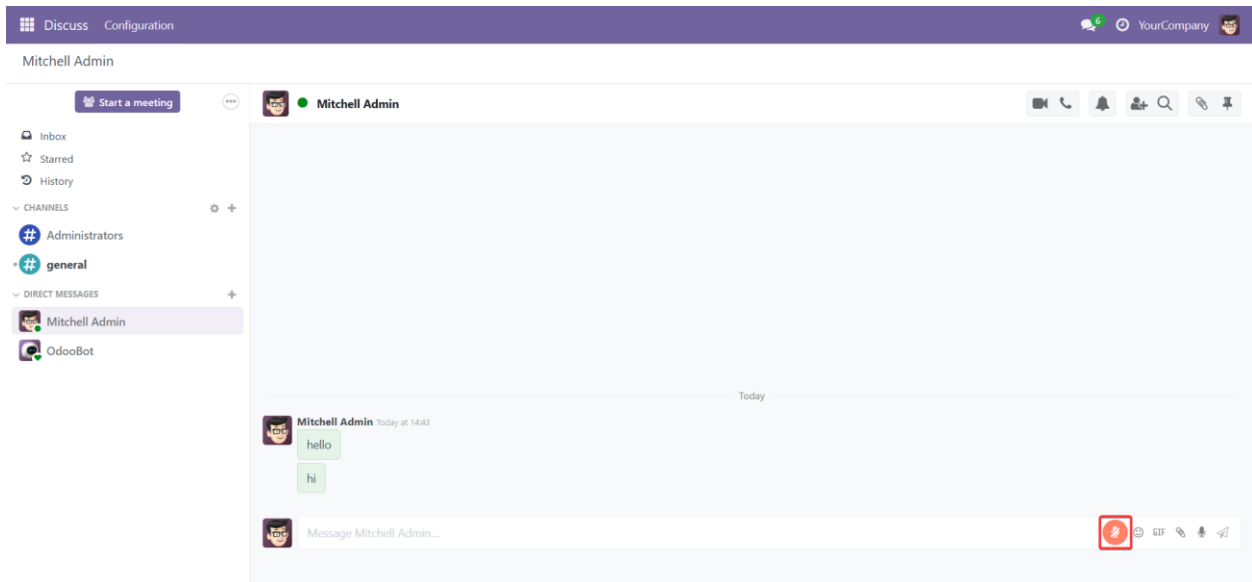 Discuss Configuration 6 YourCompany
Mitchell Admin
Start a meeting
Mitchell Admin
Inbox
Starred
History
CHANNELS
Administrators
general
DIRECT MESSAGES
Mitchell Admin
OdooBot
Today
Mitchell Admin Today at 14:43
hello
hi
Message Mitchell Admin...
GIF